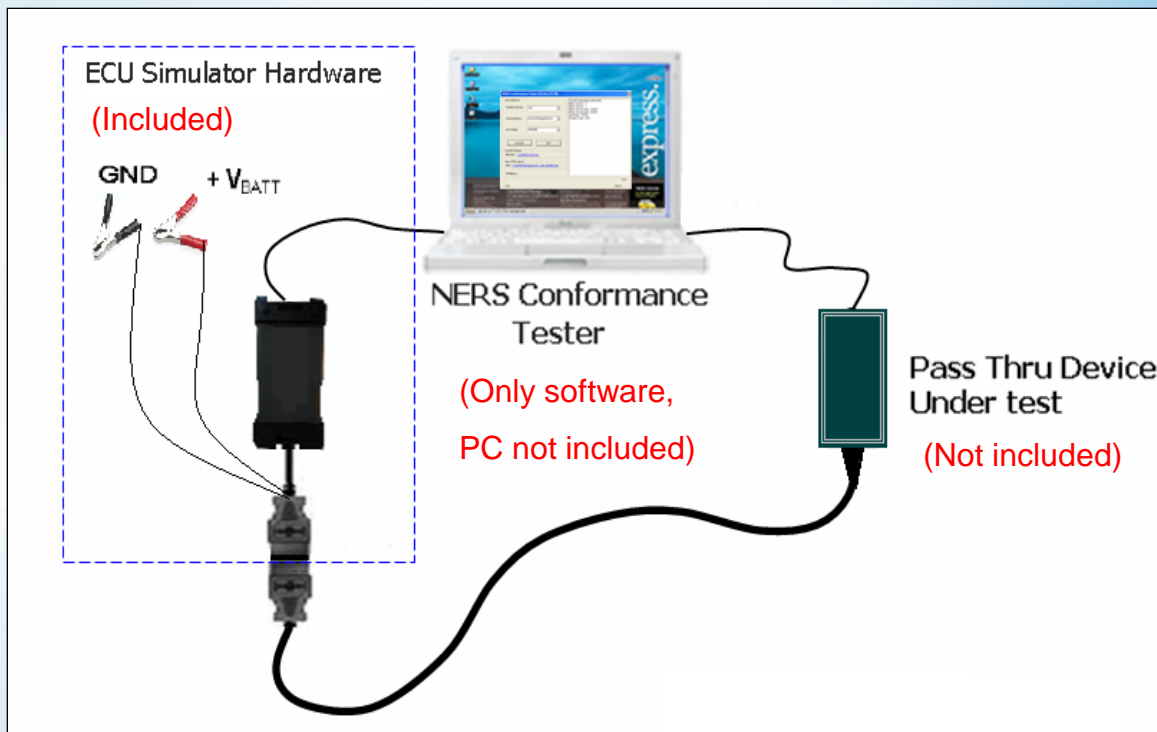 ECU Simulator Hardware
(Included)
GND
+ VBATT
express.
NERS Conformance
Tester
(Only software,
PC not included)
Pass Thru Device
Under test
(Not included)